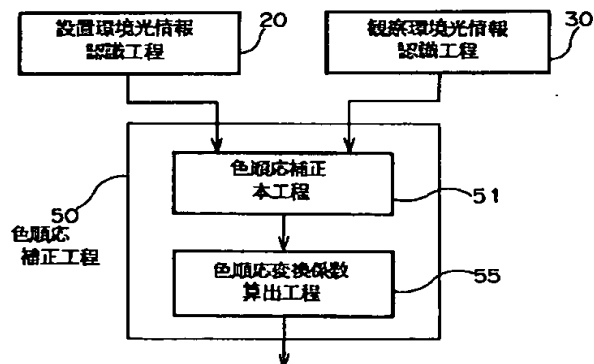 設置環境光情報
認識工程
20
観察環境光情報
認識工程
30
色順応補正
本工程
51
50
色順応
補正工程
色順応変換係数
算出工程
55